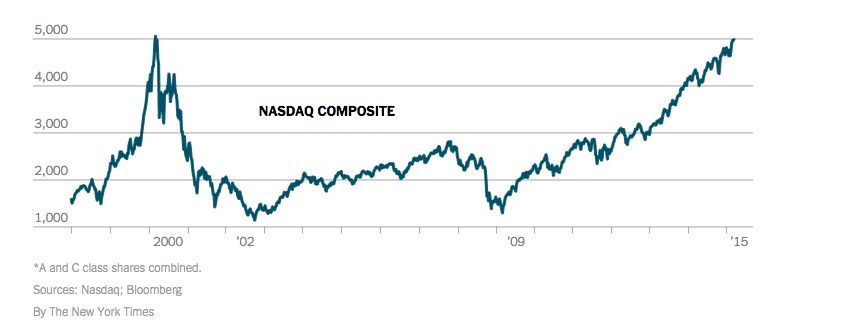 5,000
4,000
3,000
2,000
1,000
NASDAQ COMPOSITE
2000 '02 '09 '15
*A and C class shares combined.
Sources: Nasdaq; Bloomberg
By The New York Times